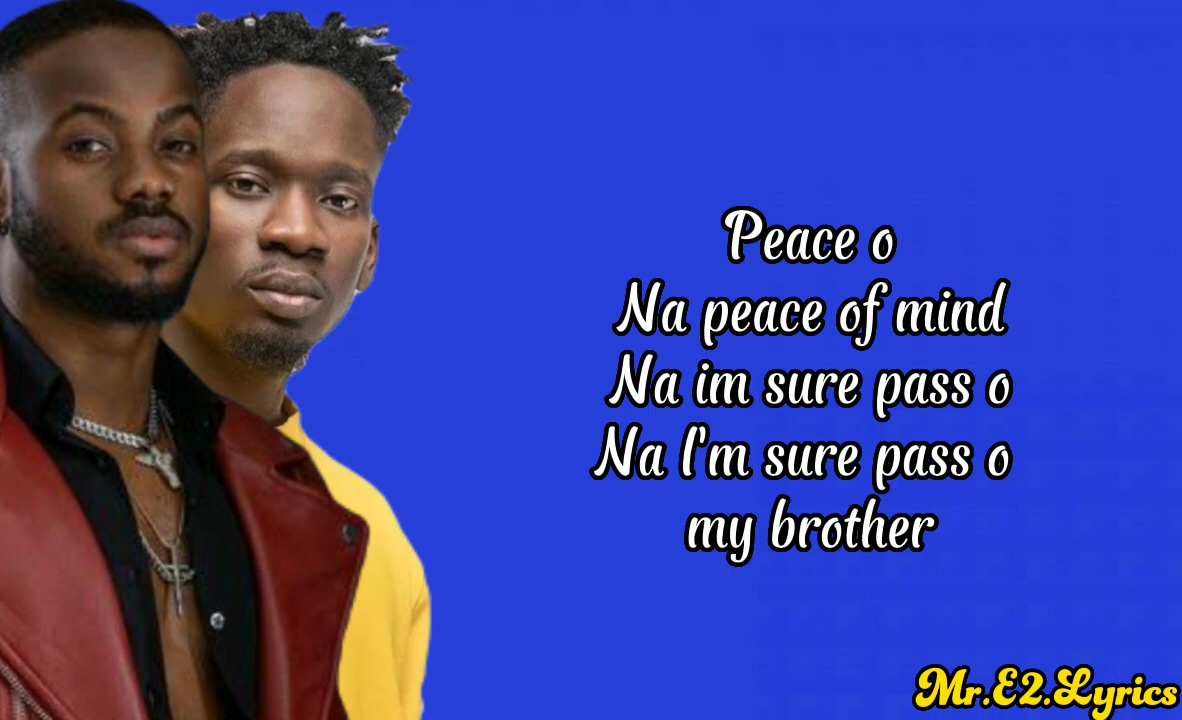 Peace o
Na peace of mind
Na im sure pass o
Na I'm sure pass o
my brother
Mr.E2.Lyrics